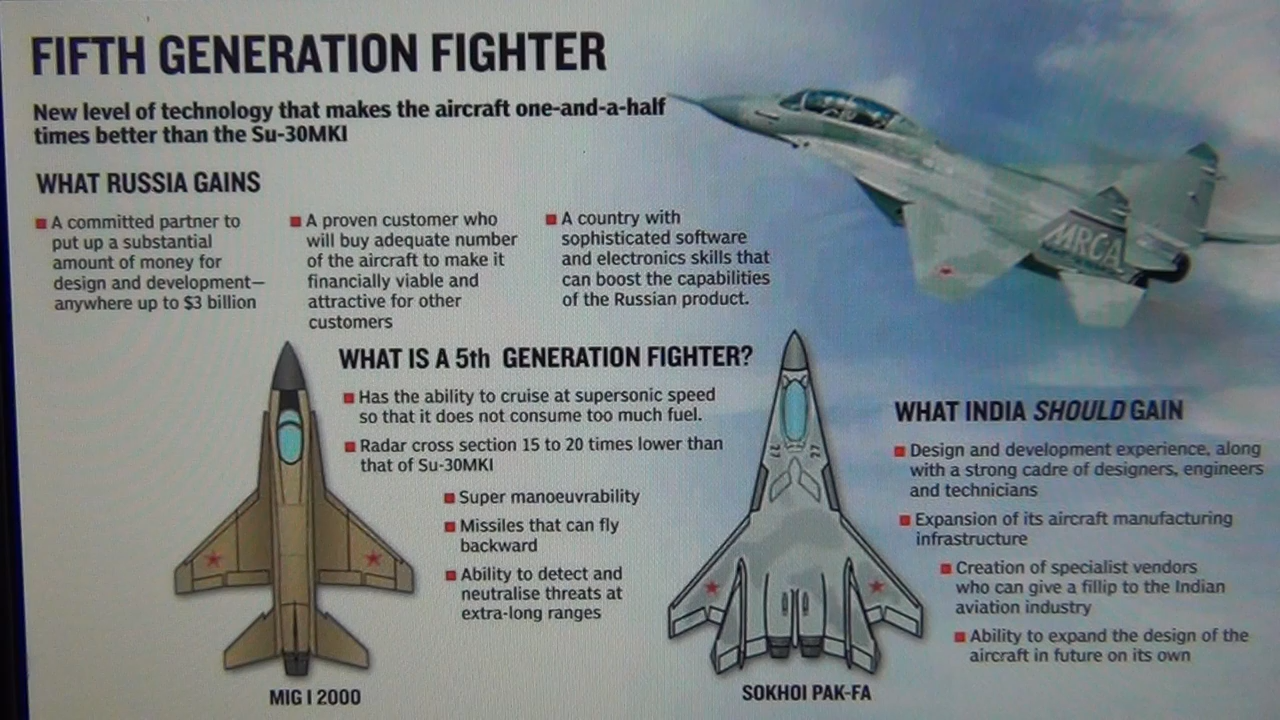 FIFTH GENERATION FIGHTER
New level of technology that makes the aircraft one-and-a-half
times better than the Su-30MKI
WHAT RUSSIA GAINS
A committed partner to
put up a substantial
amount of money for
design and development—
anywhere up to $3 billion
A proven customer who
will buy adequate number
of the aircraft to make it
financially viable and
attractive for other
customers
A country with
sophisticated software
and electronics skills that
can boost the capabilities
of the Russian product.
MRCA
WHAT IS A 5th GENERATION FIGHTER?
Has the ability to cruise at supersonic speed
so that it does not consume too much fuel.
Radar cross section 15 to 20 times lower than
that of Su-30MKI
Super manoeuvrability
Missiles that can fly
backward
Ability to detect and
neutralise threats at
extra-long ranges
27 27
WHAT INDIA SHOULD GAIN
Design and development experience, along
with a strong cadre of designers, engineers
and technicians
Expansion of its aircraft manufacturing
infrastructure
Creation of specialist vendors
who can give a fillip to the Indian
aviation industry
Ability to expand the design of the
aircraft in future on its own
MIG I 2000
SOKHOI PAK-FA